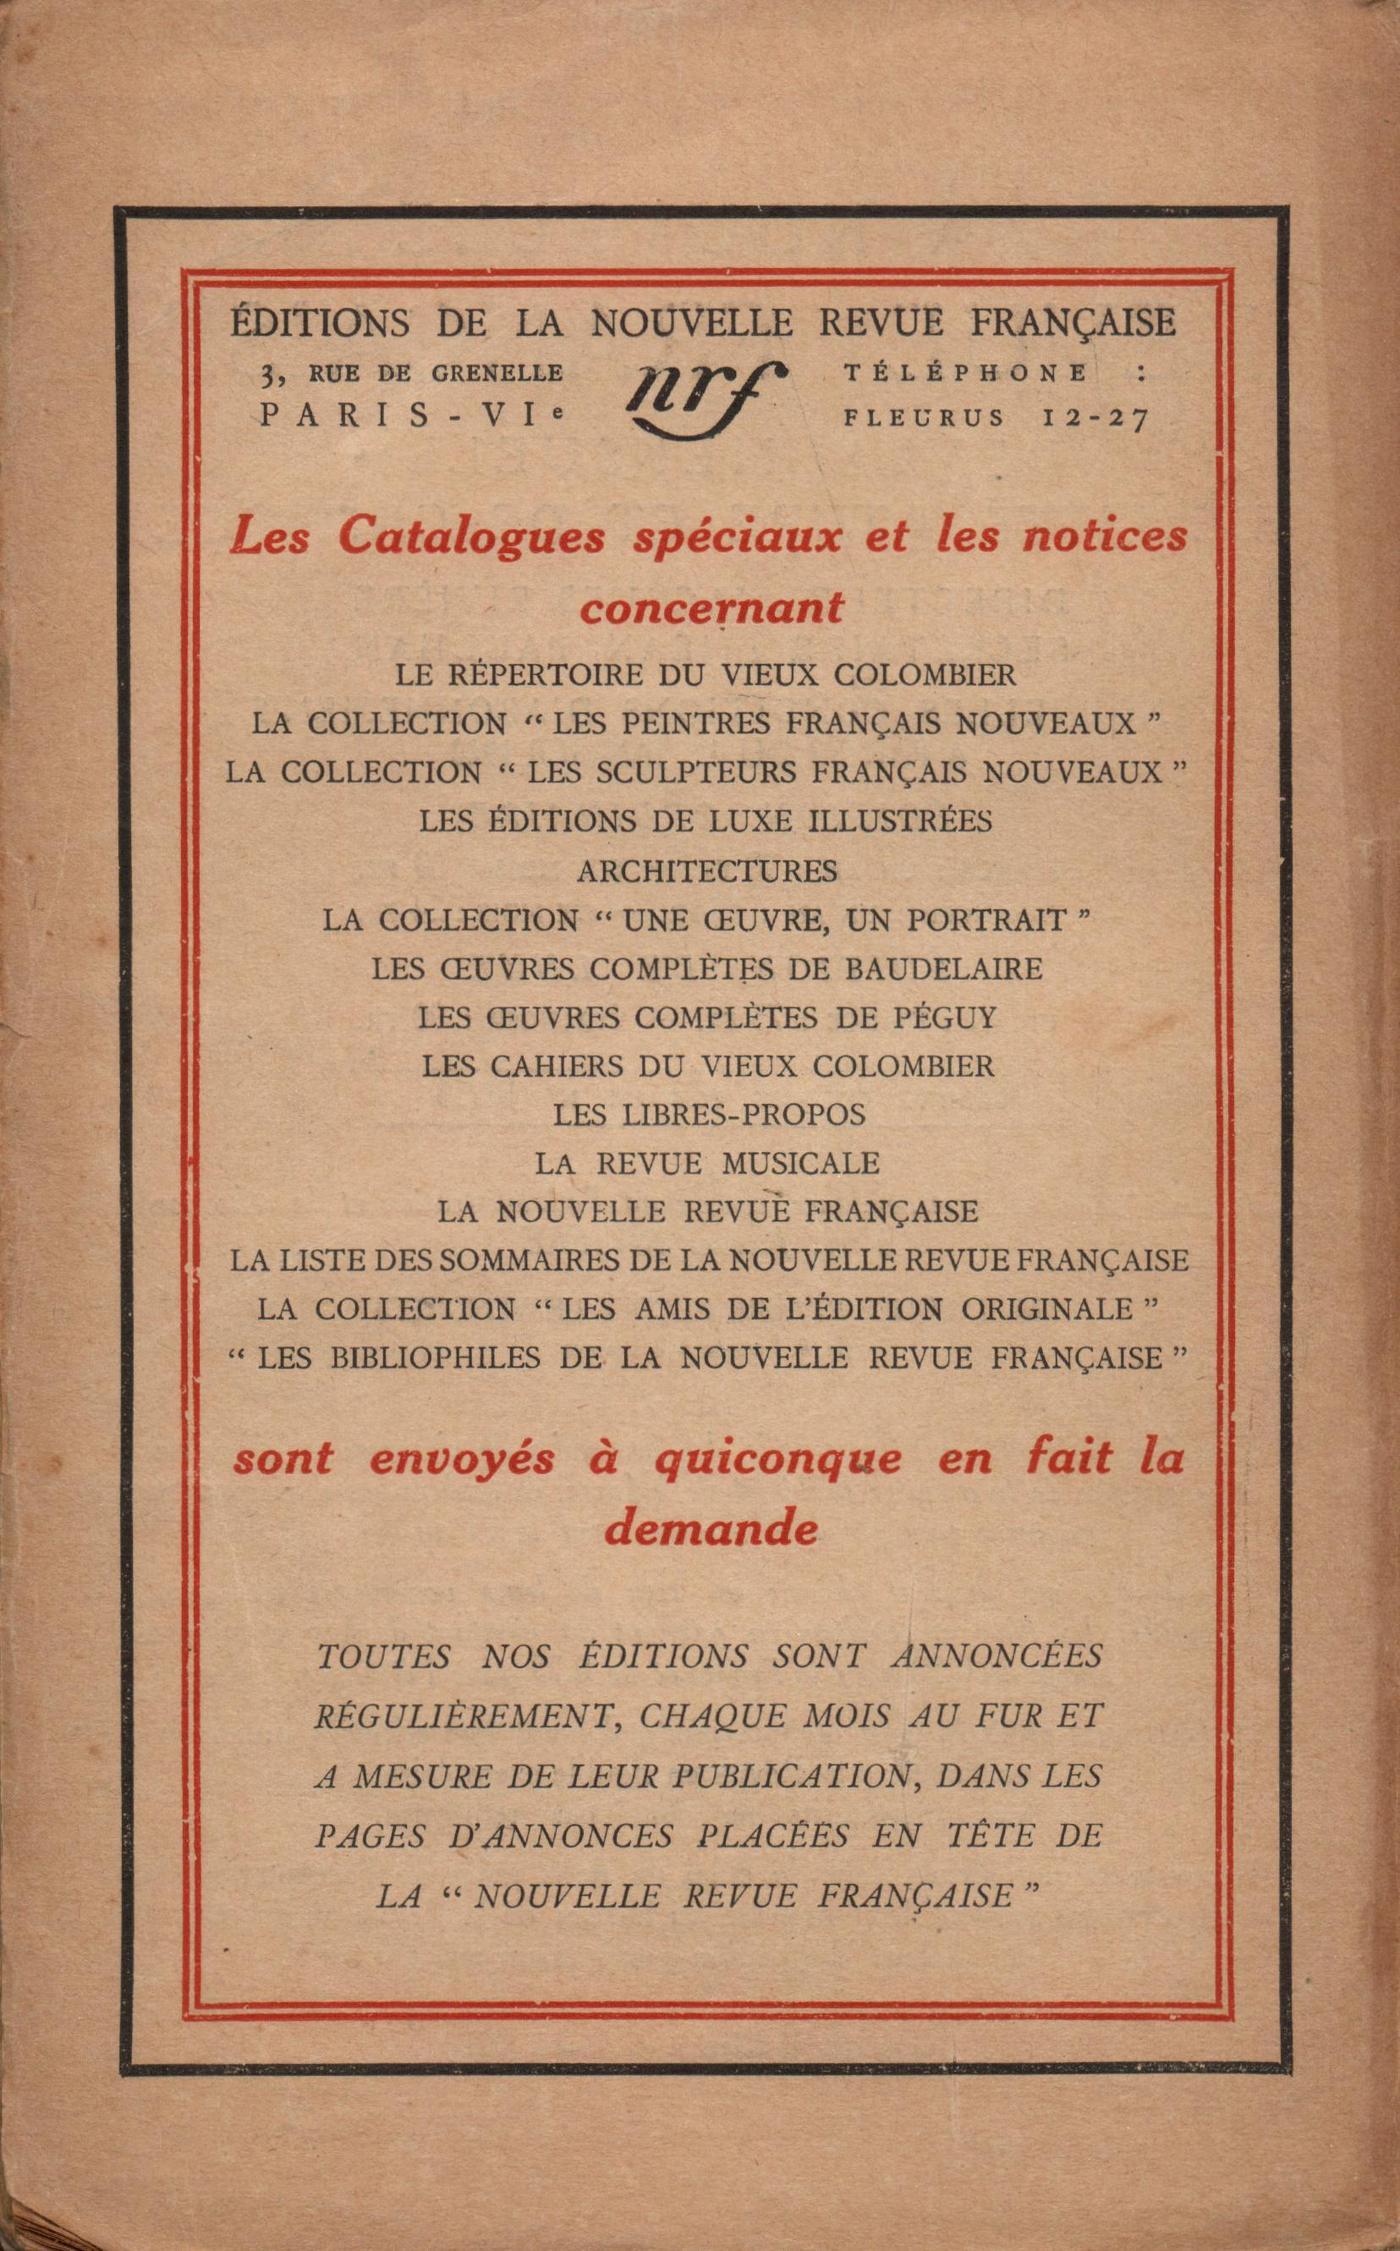 ÉDITIONS DE LA NOUVELLE REVUE FRANÇAISE
3, RUE DE GRENELLE
PARIS-VIe
nrf
TÉLÉPHONE :
FLEURUS 12-27
Les Catalogues spéciaux et les notices
concernant
LE RÉPERTOIRE DU VIEUX COLOMBIER
LA COLLECTION “ LES PEINTRES FRANÇAIS NOUVEAUX ”
LA COLLECTION “ LES SCULPTEURS FRANÇAIS NOUVEAUX ”
LES ÉDITIONS DE LUXE ILLUSTRÉES
ARCHITECTURES
LA COLLECTION “ UNE ŒUVRE, UN PORTRAIT ”
LES ŒUVRES COMPLÈTES DE BAUDELAIRE
LES ŒUVRES COMPLÈTES DE PÉGUY
LES CAHIERS DU VIEUX COLOMBIER
LES LIBRES-PROPOS
LA REVUE MUSICALE
LA NOUVELLE REVUE FRANÇAISE
LA LISTE DES SOMMAIRES DE LA NOUVELLE REVUE FRANÇAISE
LA COLLECTION “ LES AMIS DE L’ÉDITION ORIGINALE ”
“ LES BIBLIOPHILES DE LA NOUVELLE REVUE FRANÇAISE ”
sont envoyés à quiconque en fait la
demande
TOUTES NOS ÉDITIONS SONT ANNONCÉES
RÉGULIÈREMENT, CHAQUE MOIS AU FUR ET
A MESURE DE LEUR PUBLICATION, DANS LES
PAGES D’ANNONCES PLACÉES EN TÊTE DE
LA “ NOUVELLE REVUE FRANÇAISE ”